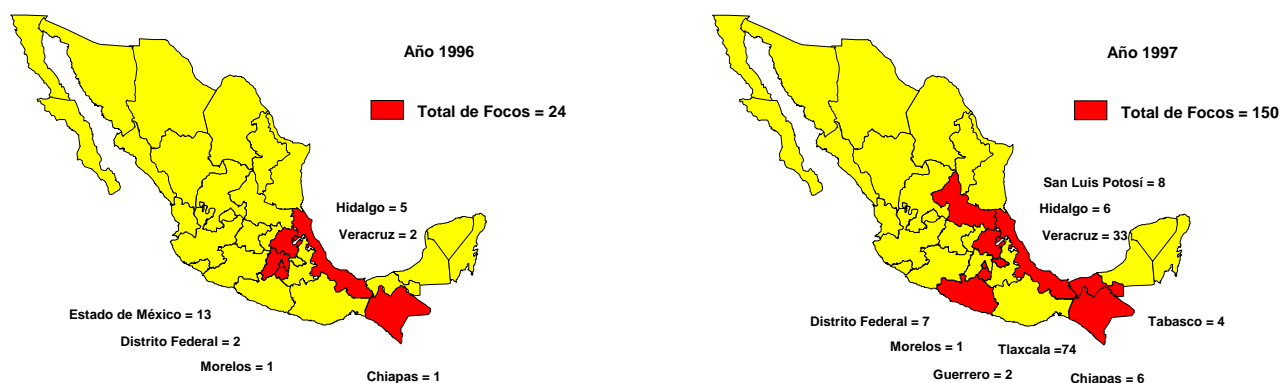 Año 1996
Total de Focos = 24
Hidalgo = 5
Veracruz = 2
Estado de México = 13
Distrito Federal = 2
Morelos = 1
Chiapas = 1
Año 1997
Total de Focos = 150
San Luis Potosí = 8
Hidalgo = 6
Veracruz = 33
Distrito Federal = 7
Tabasco = 4
Morelos = 1
Tlaxcala =74
Guerrero = 2
Chiapas = 6